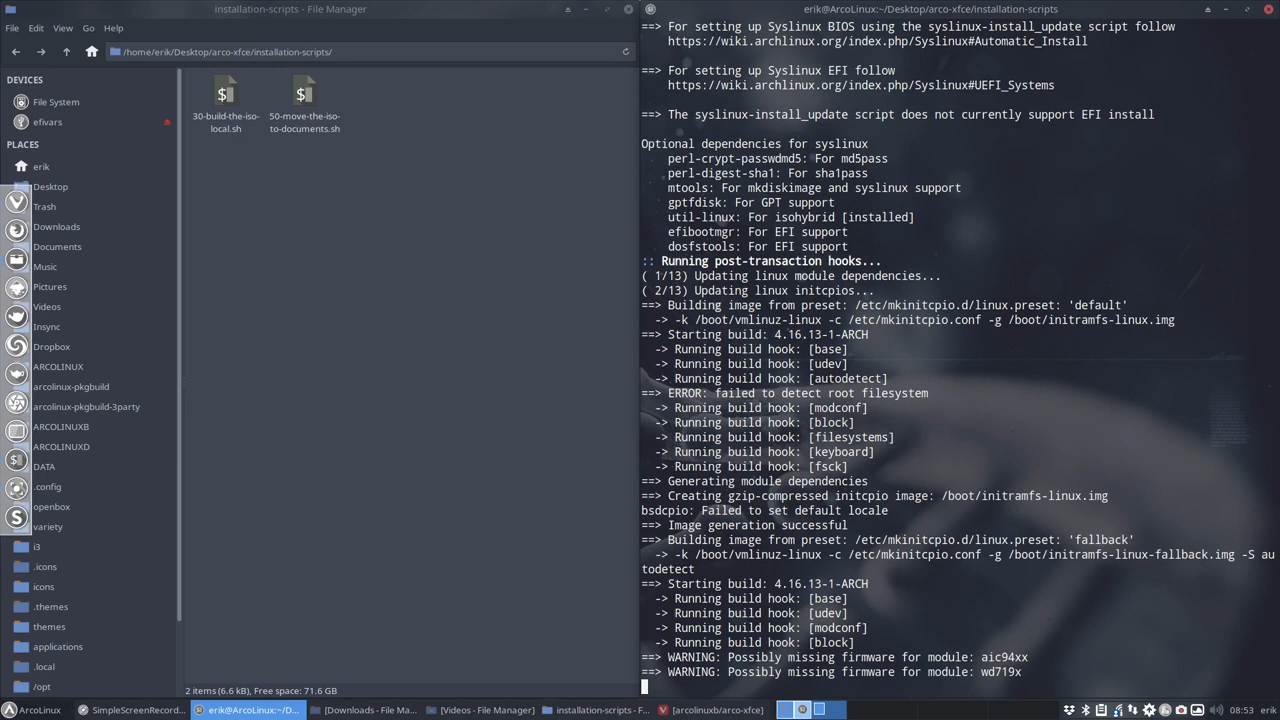 installation-scripts - File Manager
File Edit View Go Help
/home/erik/Desktop/arco-xfce/installation-scripts/
DEVICES
File System
efivars
PLACES
erik
Desktop
Trash
Downloads
Documents
Music
Pictures
Videos
Insync
Dropbox
ARCOLINUX
arcolinux-pkgbuild
arcolinux-pkgbuild-3party
ARCOLINUXB
ARCOLINUXD
DATA
.config
openbox
variety
i3
.icons
icons
.themes
themes
applications
.local
/opt
30-build-the-iso-
local.sh
50-move-the-iso-
to-documents.sh
2 items (6.6 kB), Free space: 71.6 GB
erik@ArcoLinux:~/Desktop/arco-xfce/installation-scripts
==> For setting up Syslinux BIOS using the syslinux-install_update script follow
https://wiki.archlinux.org/index.php/Syslinux#Automatic_Install
==> For setting up Syslinux EFI follow
https://wiki.archlinux.org/index.php/Syslinux#UEFI_Systems
==> The syslinux-install_update script does not currently support EFI install
Optional dependencies for syslinux
perl-crypt-passwdmd5: For md5pass
perl-digest-sha1: For sha1pass
mtools: For mkdiskimage and syslinux support
gptfdisk: For GPT support
util-linux: For isohybrid [installed]
efibootmgr: For EFI support
dosfstools: For EFI support
:: Running post-transaction hooks...
( 1/13) Updating linux module dependencies...
( 2/13) Updating linux initcpios...
==> Building image from preset: /etc/mkinitcpio.d/linux.preset: 'default'
-> -k /boot/vmlinuz-linux -c /etc/mkinitcpio.conf -g /boot/initramfs-linux.img
==> Starting build: 4.16.13-1-ARCH
-> Running build hook: [base]
-> Running build hook: [udev]
-> Running build hook: [autodetect]
==> ERROR: failed to detect root filesystem
-> Running build hook: [modconf]
-> Running build hook: [block]
-> Running build hook: [filesystems]
-> Running build hook: [keyboard]
-> Running build hook: [fsck]
==> Generating module dependencies
==> Creating gzip-compressed initcpio image: /boot/initramfs-linux.img
bsdcpio: Failed to set default locale
==> Image generation successful
==> Building image from preset: /etc/mkinitcpio.d/linux.preset: 'fallback'
-> -k /boot/vmlinuz-linux -c /etc/mkinitcpio.conf -g /boot/initramfs-linux-fallback.img -S au
todetect
==> Starting build: 4.16.13-1-ARCH
-> Running build hook: [base]
-> Running build hook: [udev]
-> Running build hook: [modconf]
-> Running build hook: [block]
==> WARNING: Possibly missing firmware for module: aic94xx
==> WARNING: Possibly missing firmware for module: wd719x
ArcoLinux SimpleScreenRecord... erik@ArcoLinux:~/D... [Downloads - File Ma... [Videos - File Manager] installation-scripts - F... [arcolinuxb/arco-xfce] 08:53 erik